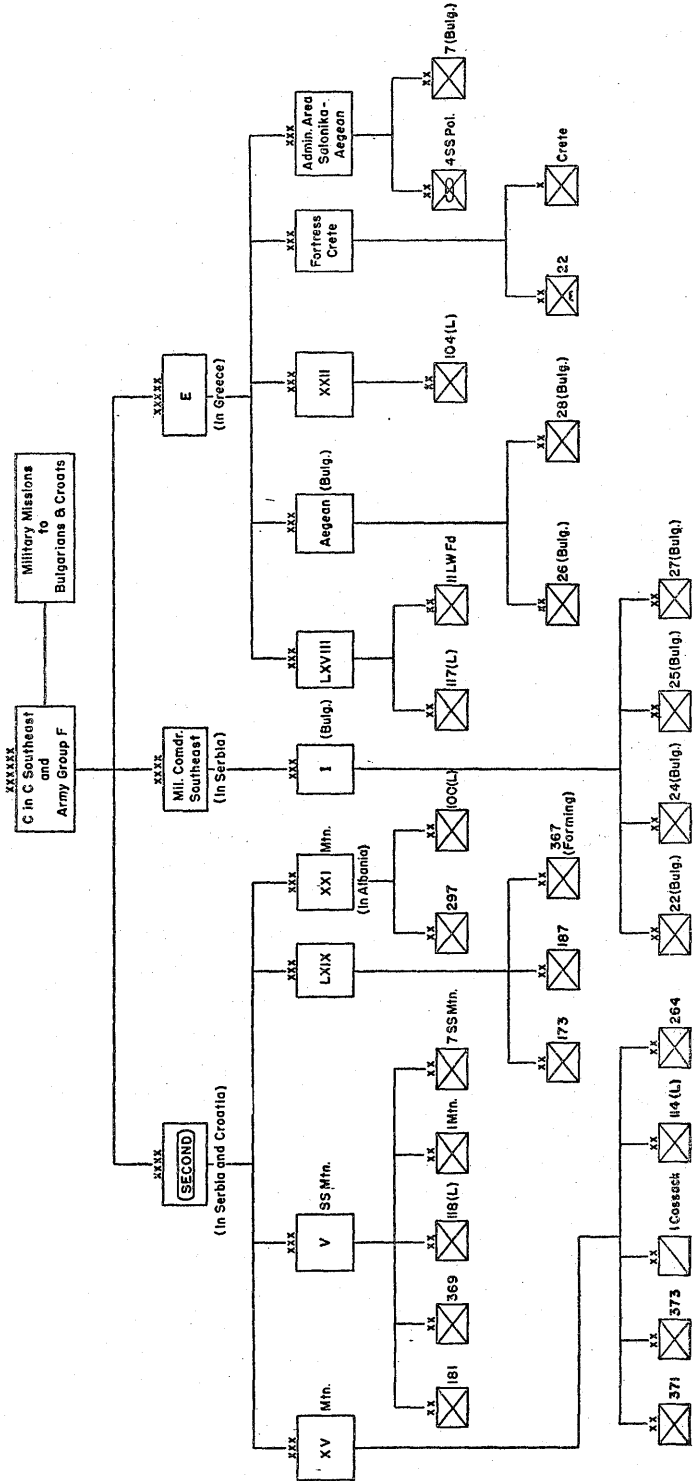 XXXXXX
C in C Southeast
and
Army Group F
Military Missions
to
Bulgarians & Croats
XXXX
SECOND
(In Serbia and Croatia)
XXXX
Mil. Comdr.
Southeast
(In Serbia)
XXXXX
E
(In Greece)
XXX
XV
Mtn.
XXX
V
SS Mtn.
XXX
LXIX
XXX
XXI
Mtn.
(In Albania)
XXX
I
(Bulg.)
XXX
LXVIII
XXX
Aegean
(Bulg.)
XXX
XXII
XXX
Fortress
Crete
XXX
Admin. Area
Salonika-
Aegean
XX
181
XX
369
XX
118(L)
XX
1 Mtn.
XX
7 SS Mtn.
XX
297
XX
100(L)
XX
117(L)
XX
11 LW Fd
XX
104(L)
XX
4 SS Pol.
XX
7(Bulg.)
XX
173
XX
187
XX
367
(Forming)
XX
26(Bulg.)
XX
28(Bulg.)
XX
22
X
Crete
XX
371
XX
373
XX
1 Cossack
XX
114(L)
XX
264
XX
22(Bulg.)
XX
24(Bulg.)
XX
25(Bulg.)
XX
27(Bulg.)